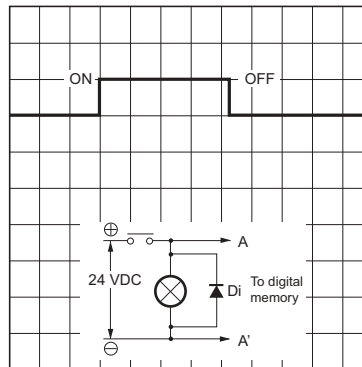 ON OFF
⊕
A
24 VDC
Di
To digital
memory
⊖
A'